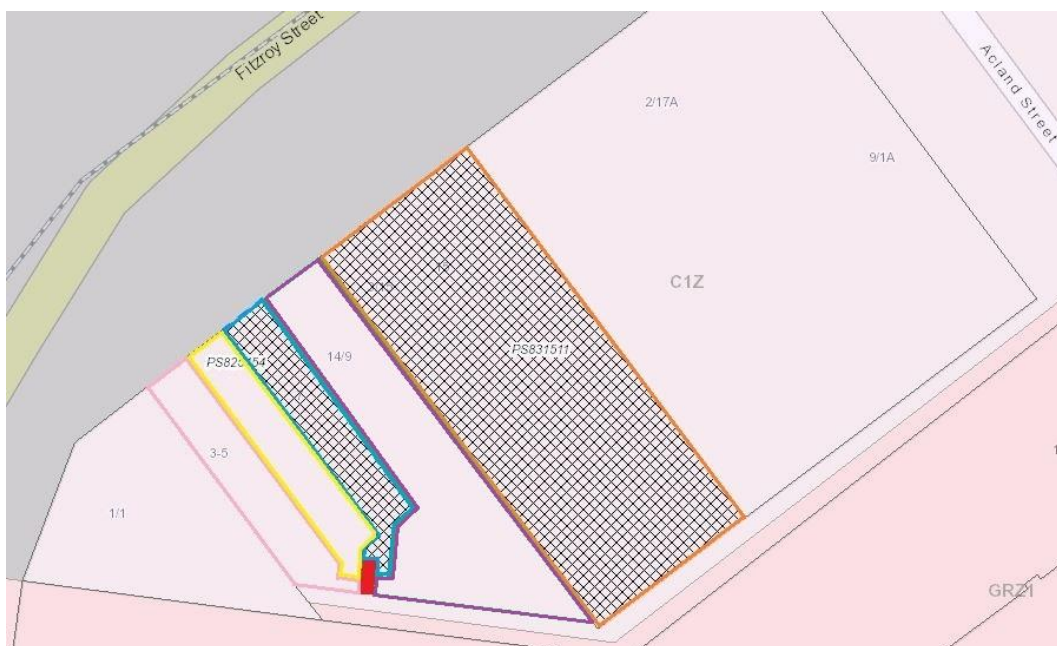 Fitzroy Street
Acland Street
2/17A
9/1A
C1Z
PS831511
14/9
3-5
1/1
GRZ1